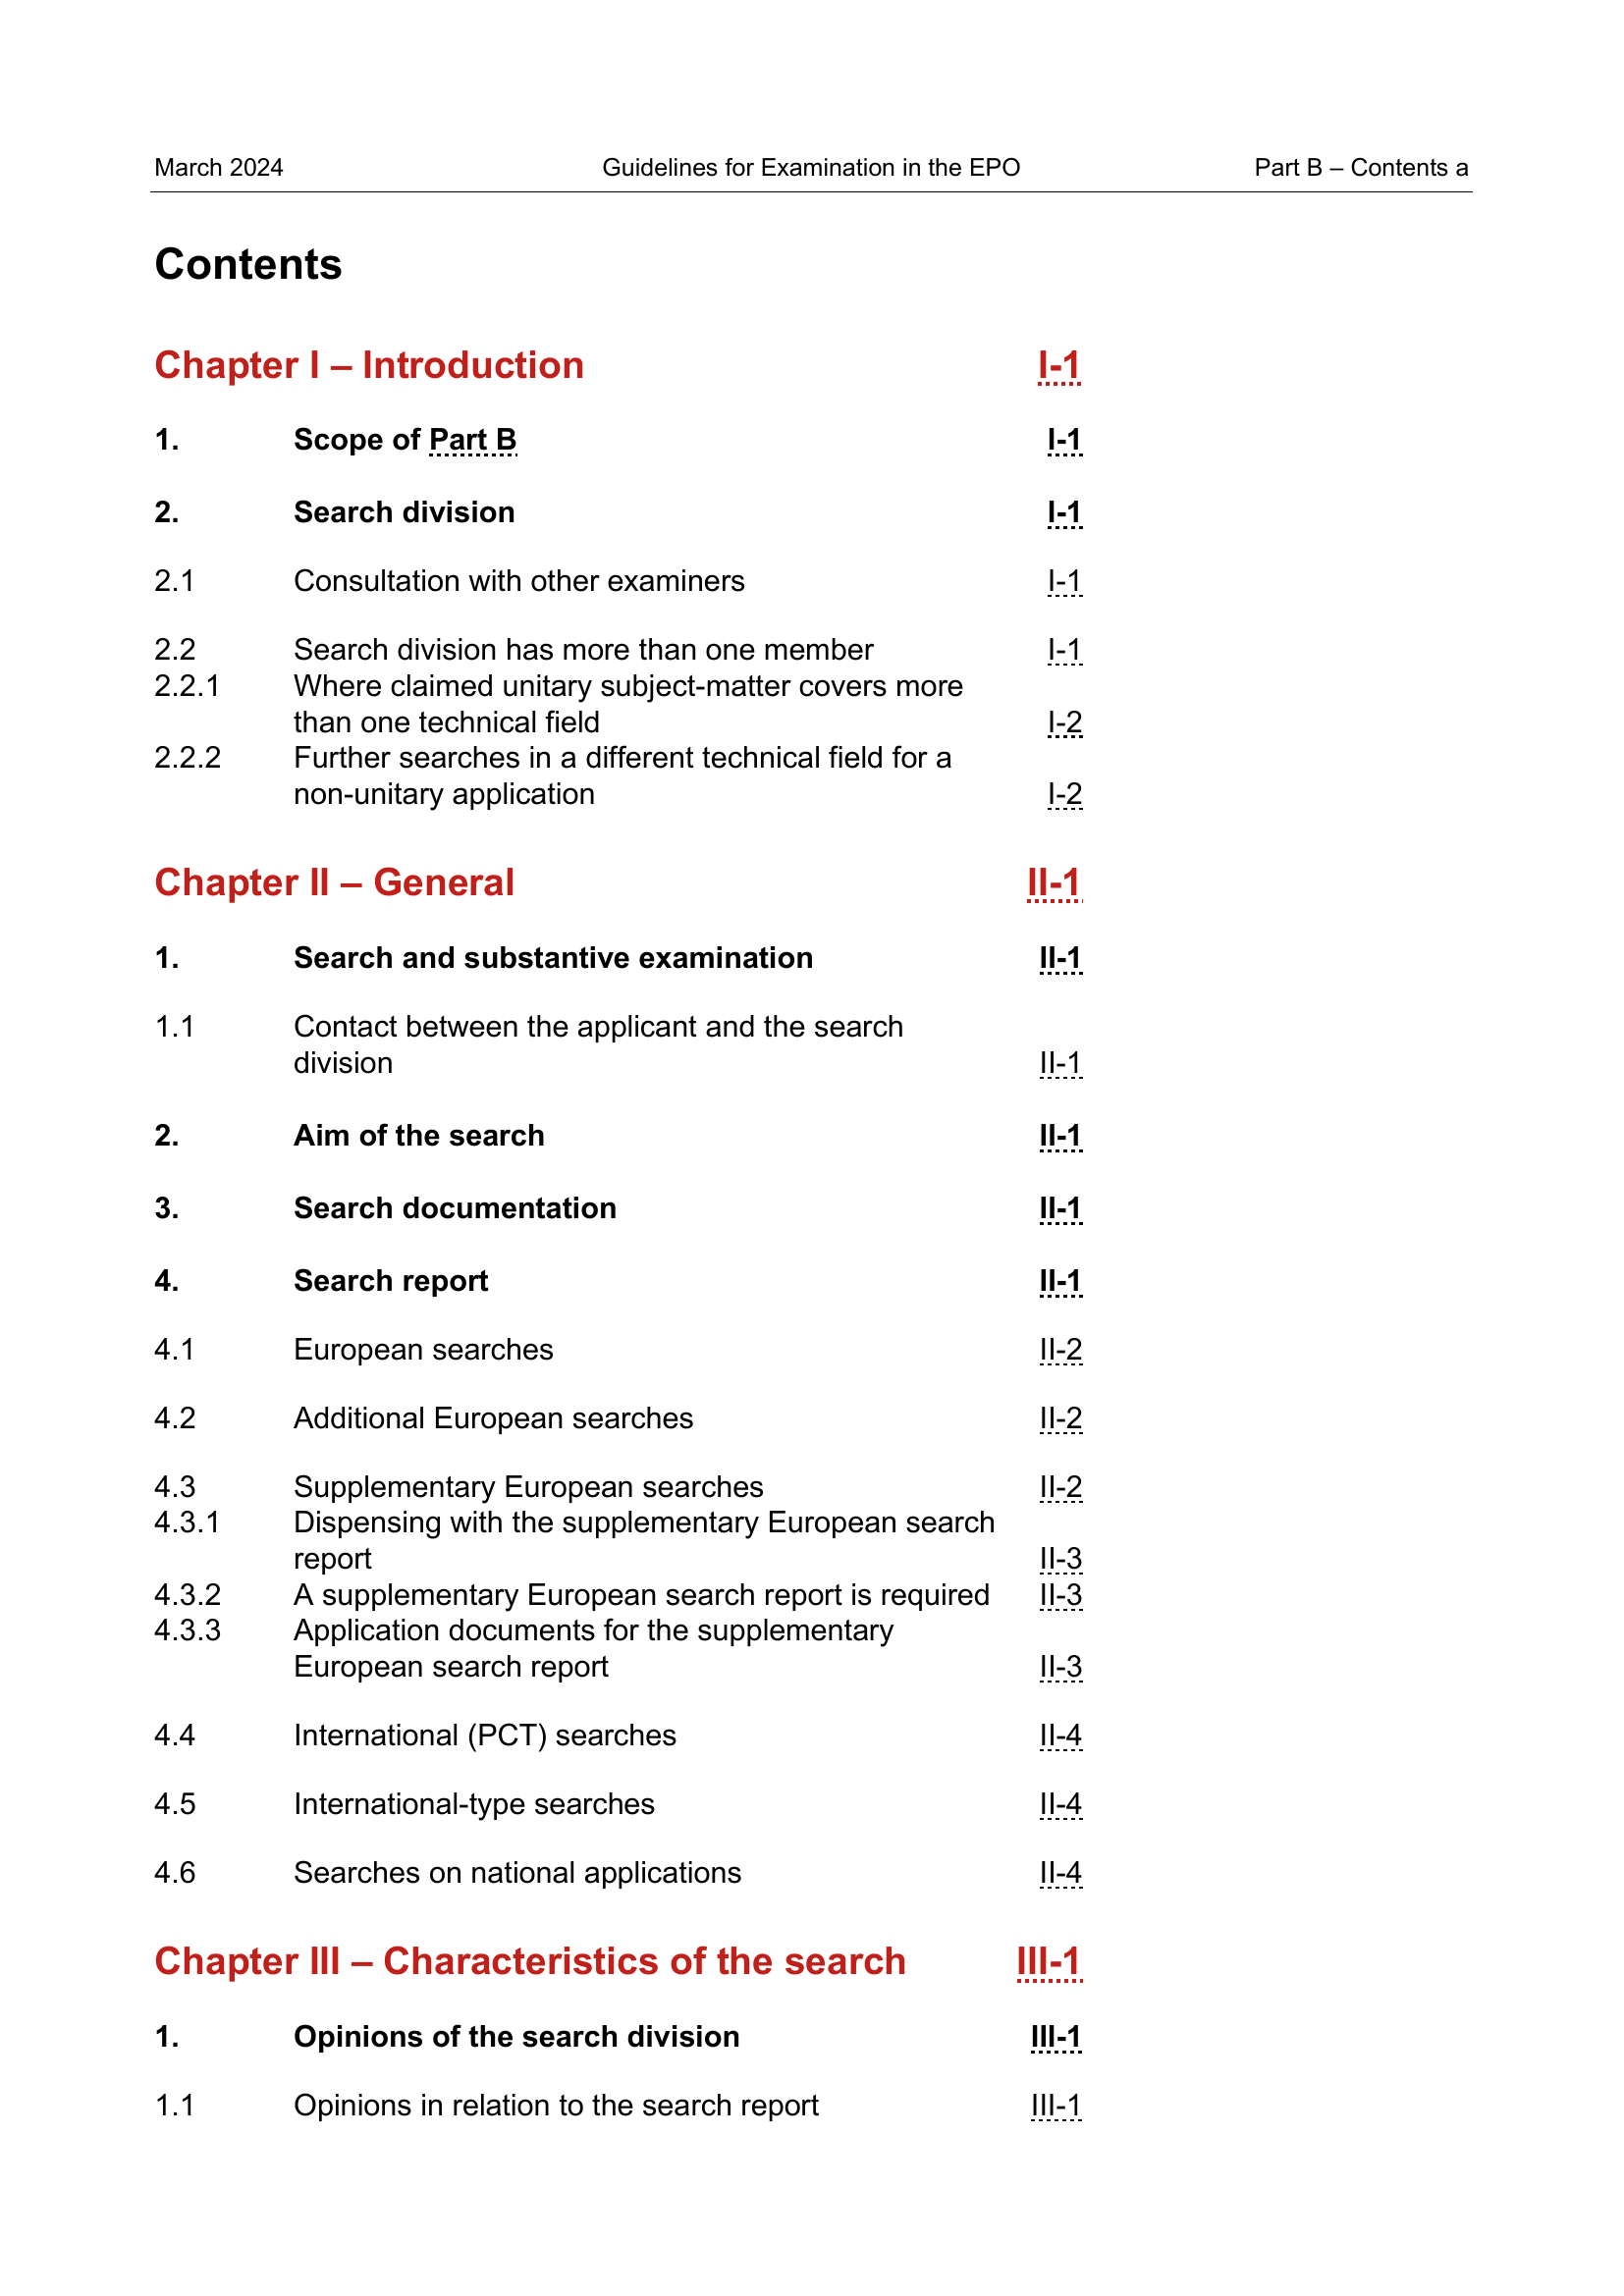 March 2024 Guidelines for Examination in the EPO Part B – Contents a
Contents
Chapter I – Introduction I-1
1. Scope of Part B I-1
2. Search division I-1
2.1 Consultation with other examiners I-1
2.2 Search division has more than one member I-1
2.2.1 Where claimed unitary subject-matter covers more
than one technical field I-2
2.2.2 Further searches in a different technical field for a
non-unitary application I-2
Chapter II – General II-1
1. Search and substantive examination II-1
1.1 Contact between the applicant and the search
division II-1
2. Aim of the search II-1
3. Search documentation II-1
4. Search report II-1
4.1 European searches II-2
4.2 Additional European searches II-2
4.3 Supplementary European searches II-2
4.3.1 Dispensing with the supplementary European search
report II-3
4.3.2 A supplementary European search report is required II-3
4.3.3 Application documents for the supplementary
European search report II-3
4.4 International (PCT) searches II-4
4.5 International-type searches II-4
4.6 Searches on national applications II-4
Chapter III – Characteristics of the search III-1
1. Opinions of the search division III-1
1.1 Opinions in relation to the search report III-1